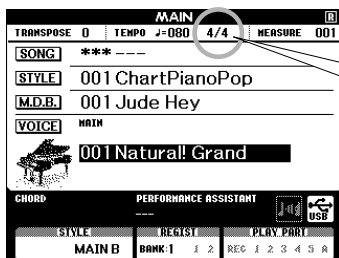 MAIN R
TRANSPOSE 0 TEMPO ♩=080 4/4 MEASURE 001
SONG *** ---
STYLE 001 ChartPianoPop
M.D.B. 001 Jude Hey
VOICE MAIN
001 Natural! Grand
CHORD PERFORMANCE ASSISTANT
--- USB
STYLE REGIST PLAY PART
MAIN B BANK:1 1 2 REC 1 2 3 4 5 A